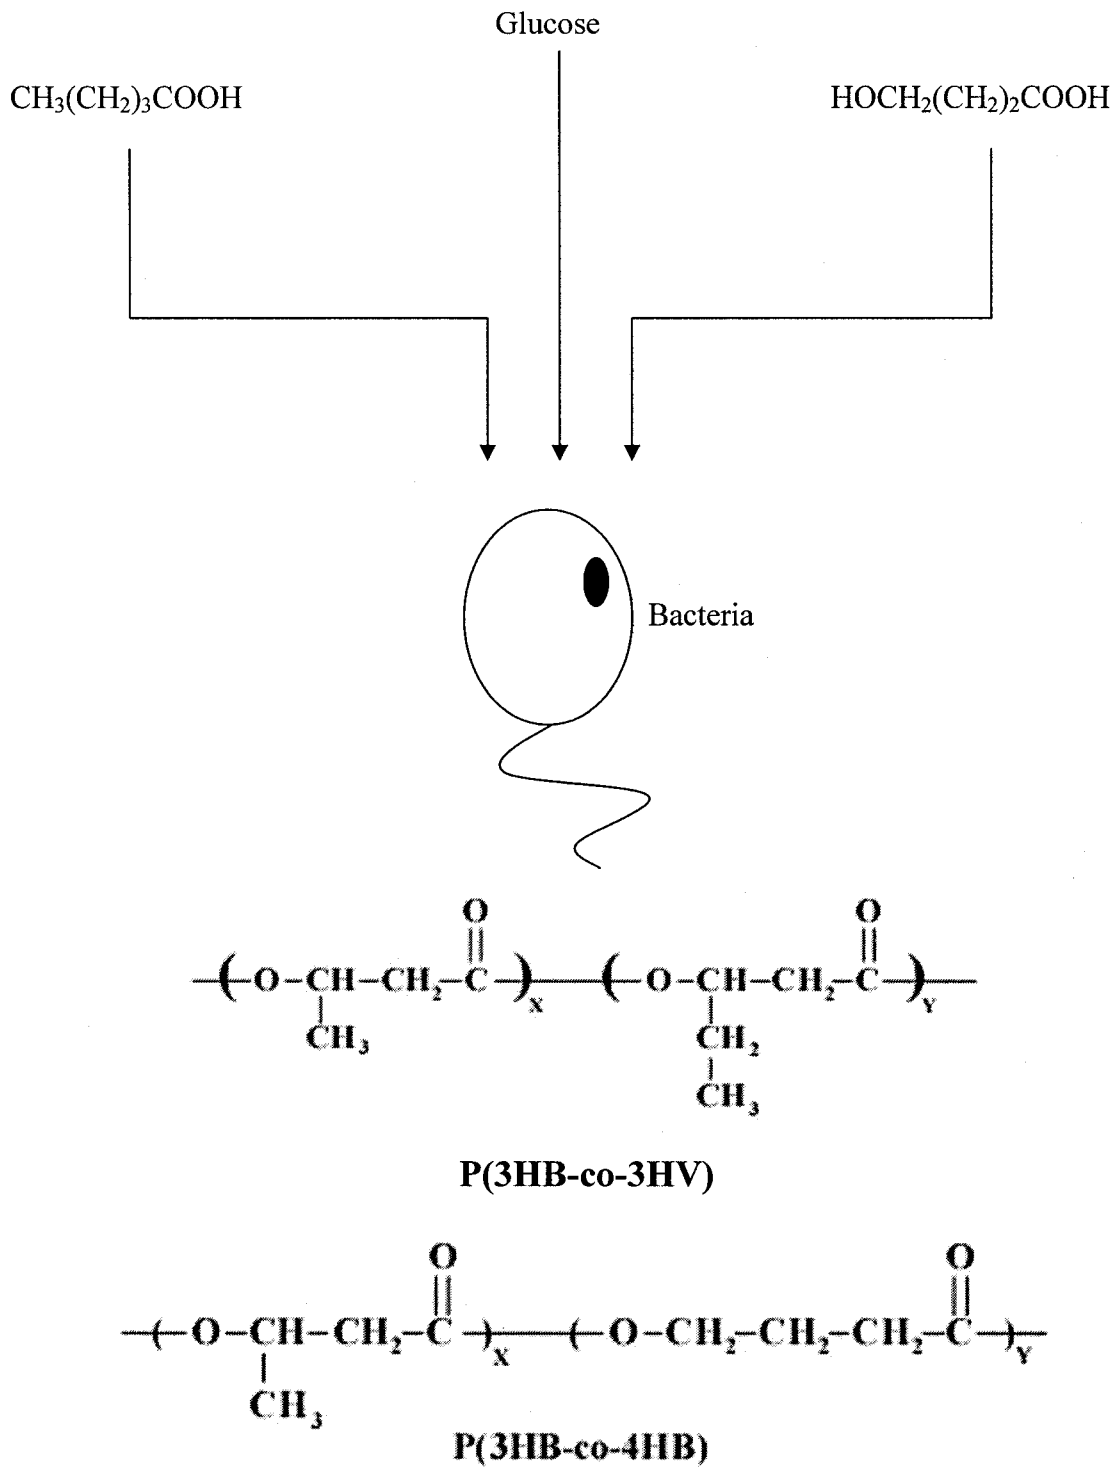 Glucose
CH₃(CH₂)₃COOH
HOCH₂(CH₂)₂COOH
Bacteria
O O
–(–O–CH–CH₂–C–)ₓ–(–O–CH–CH₂–C–)ᵧ–
CH₃ CH₂
CH₃
P(3HB-co-3HV)
O O
–(–O–CH–CH₂–C–)ₓ–(–O–CH₂–CH₂–CH₂–C–)ᵧ–
CH₃
P(3HB-co-4HB)